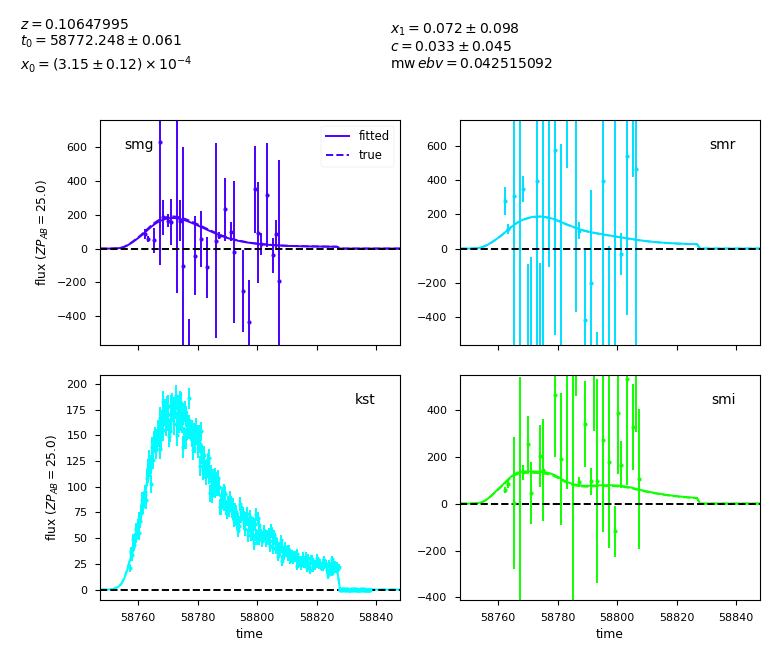 z = 0.10647995
t₀ = 58772.248 ± 0.061
x₀ = (3.15 ± 0.12) × 10⁻⁴
x₁ = 0.072 ± 0.098
c = 0.033 ± 0.045
mw ebv = 0.042515092
smg
fitted
true
600
400
200
0
−200
−400
flux (ZP_AB = 25.0)
smr
600
400
200
0
−200
−400
kst
200
175
150
125
100
75
50
25
0
flux (ZP_AB = 25.0)
58760 58780 58800 58820 58840
time
smi
400
200
0
−200
−400
58760 58780 58800 58820 58840
time